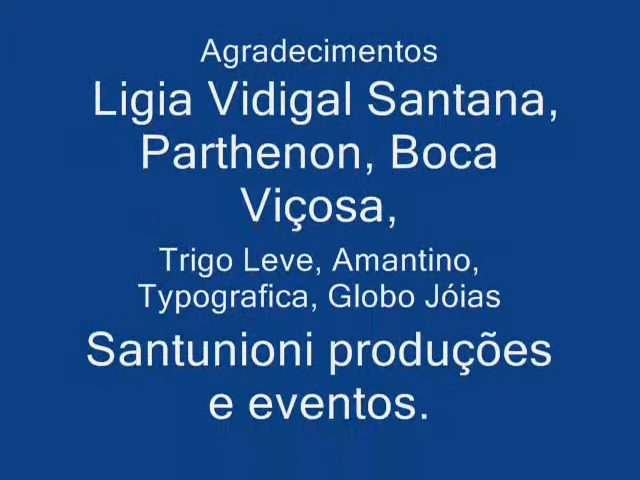 Agradecimentos
Ligia Vidigal Santana,
Parthenon, Boca
Viçosa,
Trigo Leve, Amantino,
Typografica, Globo Jóias
Santunioni produções
e eventos.